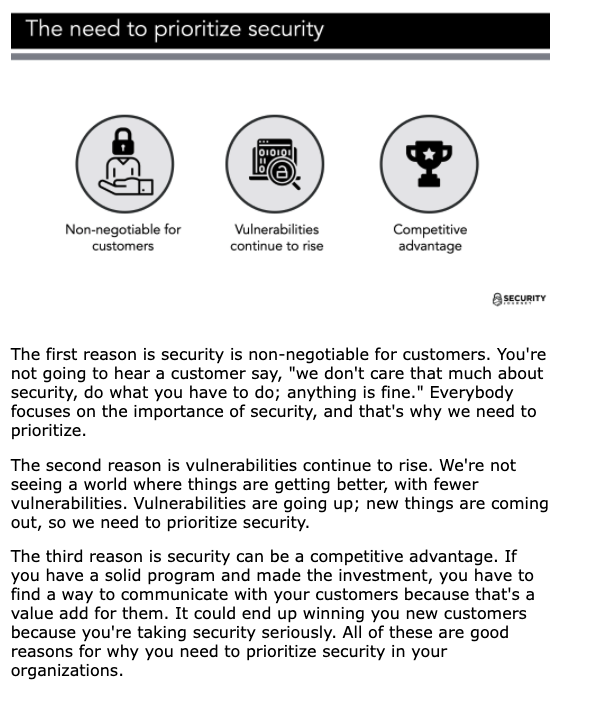 The need to prioritize security
Non-negotiable for
customers
Vulnerabilities
continue to rise
Competitive
advantage
SECURITY
JOURNEY
The first reason is security is non-negotiable for customers. You're
not going to hear a customer say, "we don't care that much about
security, do what you have to do; anything is fine." Everybody
focuses on the importance of security, and that's why we need to
prioritize.
The second reason is vulnerabilities continue to rise. We're not
seeing a world where things are getting better, with fewer
vulnerabilities. Vulnerabilities are going up; new things are coming
out, so we need to prioritize security.
The third reason is security can be a competitive advantage. If
you have a solid program and made the investment, you have to
find a way to communicate with your customers because that's a
value add for them. It could end up winning you new customers
because you're taking security seriously. All of these are good
reasons for why you need to prioritize security in your
organizations.